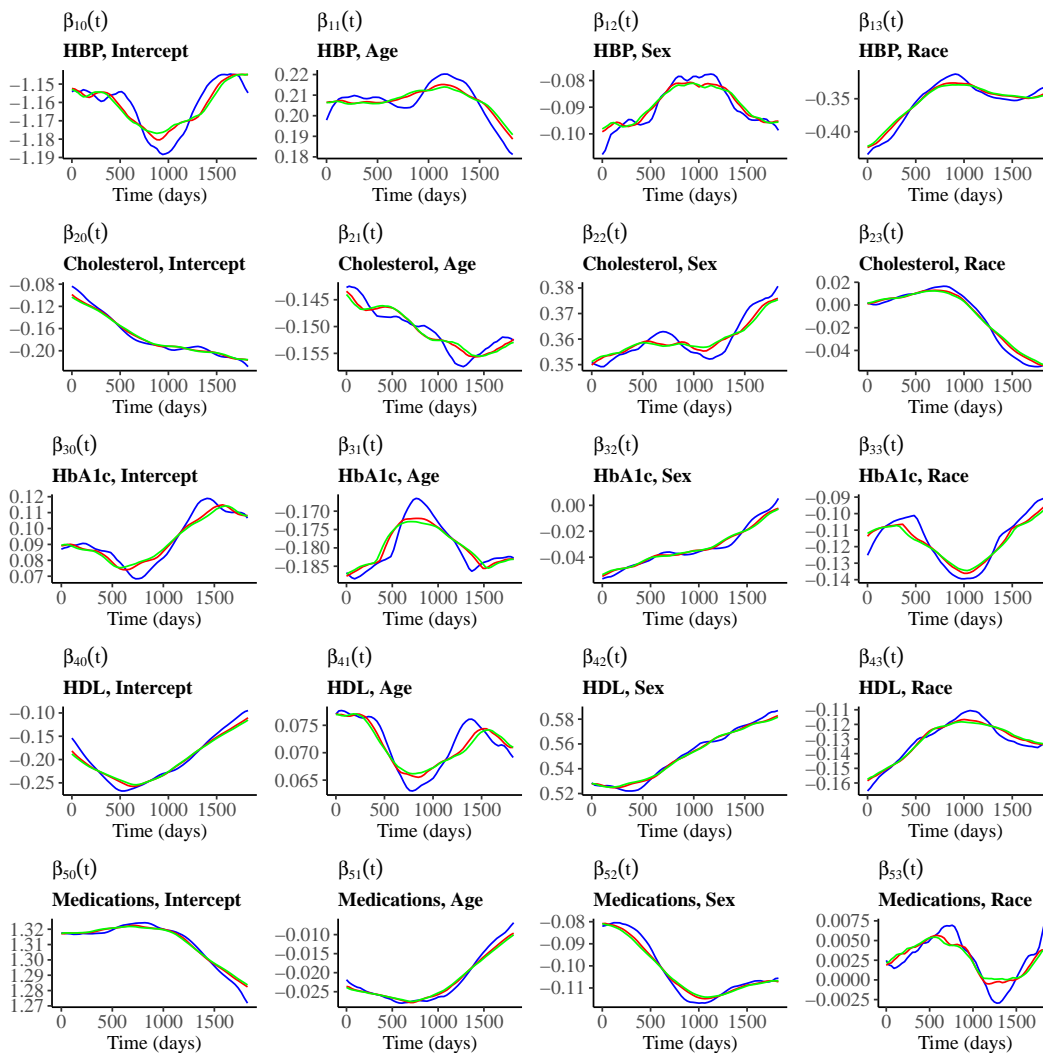 β10(t) β11(t) β12(t) β13(t)
HBP, Intercept HBP, Age HBP, Sex HBP, Race
−1.15 −1.16 −1.17 −1.18 −1.19
0.22 0.21 0.20 0.19 0.18
−0.08 −0.09 −0.10
−0.35 −0.40
0 500 1000 1500 0 500 1000 1500 0 500 1000 1500 0 500 1000 1500
Time (days) Time (days) Time (days) Time (days)
β20(t) β21(t) β22(t) β23(t)
Cholesterol, Intercept Cholesterol, Age Cholesterol, Sex Cholesterol, Race
−0.08 −0.12 −0.16 −0.20
−0.145 −0.150 −0.155
0.38 0.37 0.36 0.35
0.02 0.00 −0.02 −0.04
0 500 1000 1500 0 500 1000 1500 0 500 1000 1500 0 500 1000 1500
Time (days) Time (days) Time (days) Time (days)
β30(t) β31(t) β32(t) β33(t)
HbA1c, Intercept HbA1c, Age HbA1c, Sex HbA1c, Race
0.12 0.11 0.10 0.09 0.08 0.07
−0.170 −0.175 −0.180 −0.185
0.00 −0.02 −0.04
−0.09 −0.10 −0.11 −0.12 −0.13 −0.14
0 500 1000 1500 0 500 1000 1500 0 500 1000 1500 0 500 1000 1500
Time (days) Time (days) Time (days) Time (days)
β40(t) β41(t) β42(t) β43(t)
HDL, Intercept HDL, Age HDL, Sex HDL, Race
−0.10 −0.15 −0.20 −0.25
0.075 0.070 0.065
0.58 0.56 0.54 0.52
−0.11 −0.12 −0.13 −0.14 −0.15 −0.16
0 500 1000 1500 0 500 1000 1500 0 500 1000 1500 0 500 1000 1500
Time (days) Time (days) Time (days) Time (days)
β50(t) β51(t) β52(t) β53(t)
Medications, Intercept Medications, Age Medications, Sex Medications, Race
1.32 1.31 1.30 1.29 1.28 1.27
−0.010 −0.015 −0.020 −0.025
−0.08 −0.09 −0.10 −0.11
0.0075 0.0050 0.0025 0.0000 −0.0025
0 500 1000 1500 0 500 1000 1500 0 500 1000 1500 0 500 1000 1500
Time (days) Time (days) Time (days) Time (days)